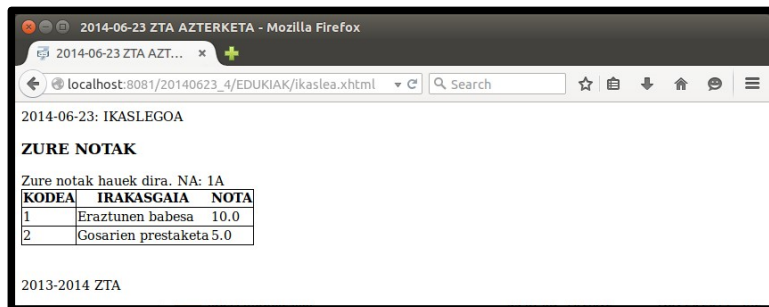 2014-06-23 ZTA AZTERKETA - Mozilla Firefox
2014-06-23 ZTA AZT...
localhost:8081/20140623_4/EDUKIAK/ikaslea.xhtml Search
2014-06-23: IKASLEGOA
ZURE NOTAK
Zure notak hauek dira. NA: 1A
KODEA IRAKASGAIA NOTA
1 Eraztunen babesa 10.0
2 Gosarien prestaketa 5.0
2013-2014 ZTA